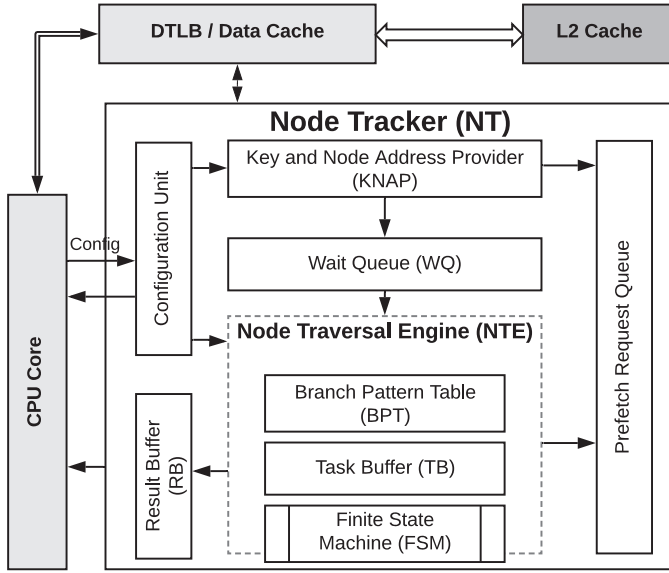 DTLB / Data Cache
L2 Cache
Node Tracker (NT)
Key and Node Address Provider
(KNAP)
Configuration Unit
Config
Wait Queue (WQ)
Node Traversal Engine (NTE)
Branch Pattern Table
(BPT)
Task Buffer (TB)
Finite State
Machine (FSM)
Result Buffer
(RB)
CPU Core
Prefetch Request Queue